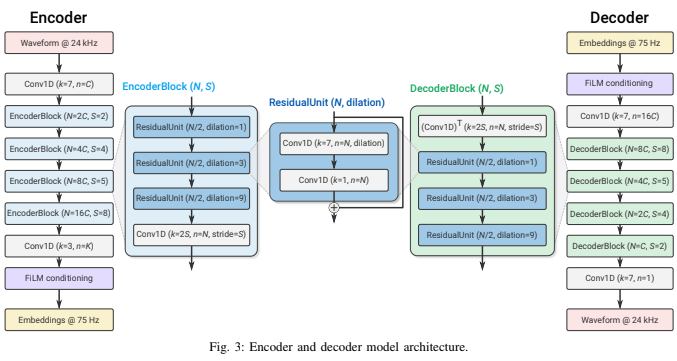 Encoder
Waveform @ 24 kHz
Conv1D (k=7, n=C)
EncoderBlock (N=2C, S=2)
EncoderBlock (N=4C, S=4)
EncoderBlock (N=8C, S=5)
EncoderBlock (N=16C, S=8)
Conv1D (k=3, n=K)
FiLM conditioning
Embeddings @ 75 Hz
EncoderBlock (N, S)
ResidualUnit (N/2, dilation=1)
ResidualUnit (N/2, dilation=3)
ResidualUnit (N/2, dilation=9)
Conv1D (k=2S, n=N, stride=S)
ResidualUnit (N, dilation)
Conv1D (k=7, n=N, dilation)
Conv1D (k=1, n=N)
+
DecoderBlock (N, S)
(Conv1D)ᵀ (k=2S, n=N, stride=S)
ResidualUnit (N/2, dilation=1)
ResidualUnit (N/2, dilation=3)
ResidualUnit (N/2, dilation=9)
Decoder
Embeddings @ 75 Hz
FiLM conditioning
Conv1D (k=7, n=16C)
DecoderBlock (N=8C, S=8)
DecoderBlock (N=4C, S=5)
DecoderBlock (N=2C, S=4)
DecoderBlock (N=C, S=2)
Conv1D (k=7, n=1)
Waveform @ 24 kHz
Fig. 3: Encoder and decoder model architecture.